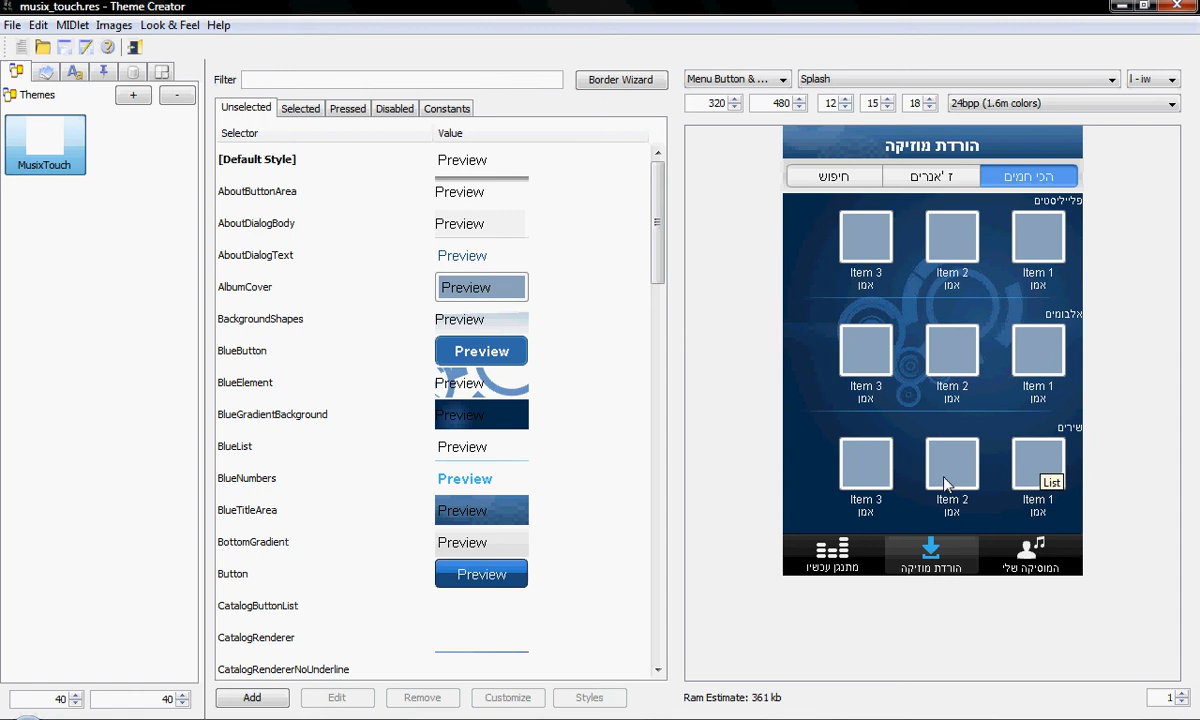 musix_touch.res - Theme Creator
File Edit MIDlet Images Look & Feel Help
Themes
+ -
MusixTouch
40 40
Filter
Border Wizard
Unselected Selected Pressed Disabled Constants
Selector Value
[Default Style] Preview
AboutButtonArea Preview
AboutDialogBody Preview
AboutDialogText Preview
AlbumCover Preview
BackgroundShapes Preview
BlueButton Preview
BlueElement Preview
BlueGradientBackground Preview
BlueList Preview
BlueNumbers Preview
BlueTitleArea Preview
BottomGradient Preview
Button Preview
CatalogButtonList
CatalogRenderer
CatalogRendererNoUnderline
Add Edit Remove Customize Styles
Menu Button & ... Splash I - iw
320 480 12 15 18 24bpp (1.6m colors)
הורדת מוזיקה
הכי חמים ז'אנרים חיפוש
פלייליסטים
Item 3 Item 2 Item 1
אמן אמן אמן
אלבומים
Item 3 Item 2 Item 1
אמן אמן אמן
שירים
List
Item 3 Item 2 Item 1
אמן אמן אמן
המוסיקה שלי הורדת מוזיקה מתנגן עכשיו
Ram Estimate: 361 kb
1